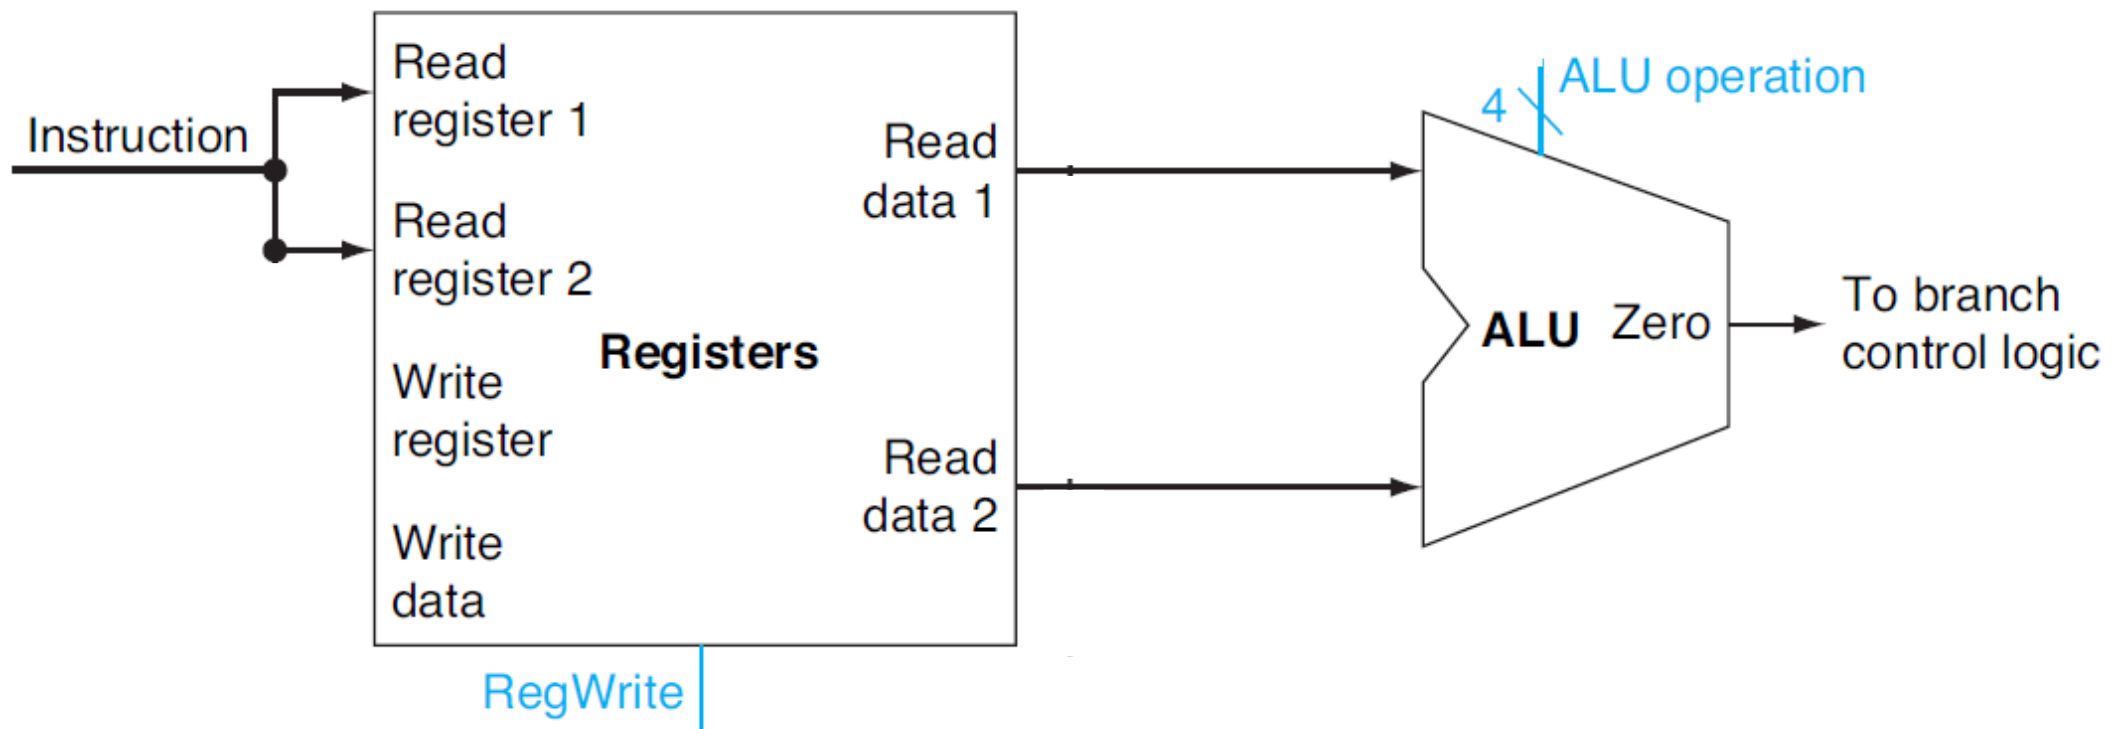 Instruction
Read
register 1
Read
register 2
Write
register
Write
data
Registers
Read
data 1
Read
data 2
RegWrite
4
ALU operation
ALU
Zero
To branch
control logic